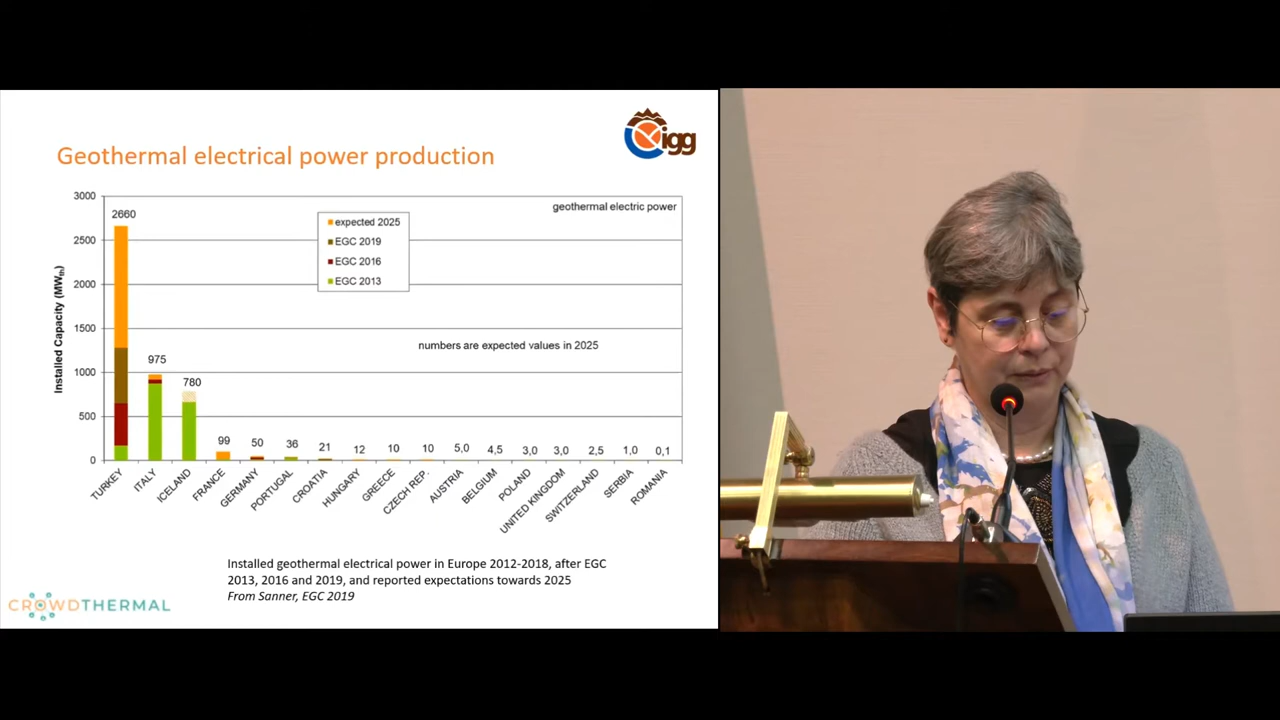 igg
Geothermal electrical power production
3000
2500
2000
1500
1000
500
0
Installed Capacity (MWth)
geothermal electric power
expected 2025
EGC 2019
EGC 2016
EGC 2013
numbers are expected values in 2025
2660
975
780
99
50
36
21
12
10
10
5,0
4,5
3,0
3,0
2,5
1,0
0,1
TURKEY
ITALY
ICELAND
FRANCE
GERMANY
PORTUGAL
CROATIA
HUNGARY
GREECE
CZECH REP.
AUSTRIA
BELGIUM
POLAND
UNITED KINGDOM
SWITZERLAND
SERBIA
ROMANIA
Installed geothermal electrical power in Europe 2012-2018, after EGC
2013, 2016 and 2019, and reported expectations towards 2025
From Sanner, EGC 2019
CROWDTHERMAL